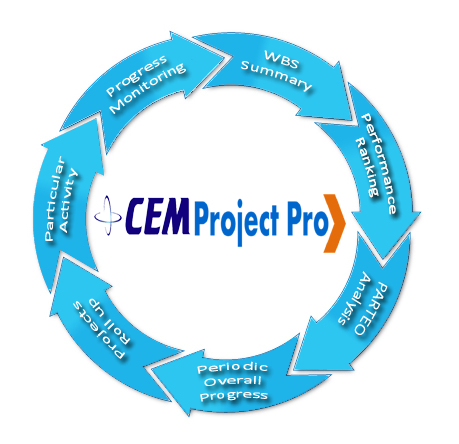 WBS
Summary
Performance
Ranking
PARTEO
Analysis
Periodic
Overall
Progress
Projects
Roll up
Particular
Activity
Progress
Monitoring
CEM Project Pro